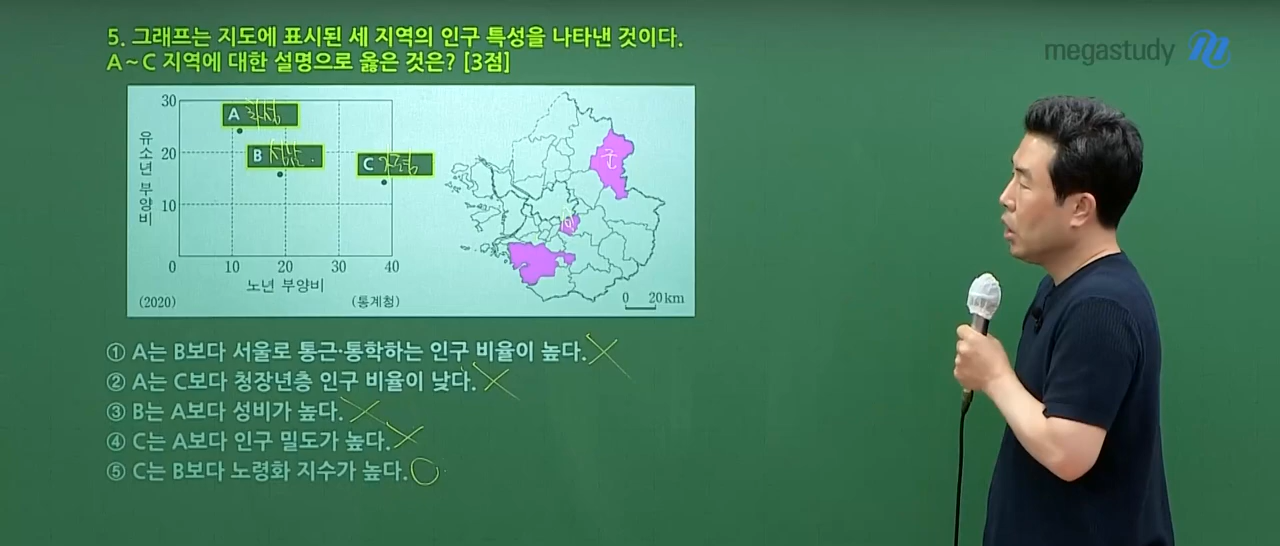 5. 그래프는 지도에 표시된 세 지역의 인구 특성을 나타낸 것이다.
A~C 지역에 대한 설명으로 옳은 것은? [3점]
megastudy
30
20
10
0
유소년 부양비
A 화성
B 성남
C 가평
10 20 30 40
노년 부양비
(2020)
(통계청)
군
0 20km
① A는 B보다 서울로 통근·통학하는 인구 비율이 높다.
② A는 C보다 청장년층 인구 비율이 낮다.
③ B는 A보다 성비가 높다.
④ C는 A보다 인구 밀도가 높다.
⑤ C는 B보다 노령화 지수가 높다.